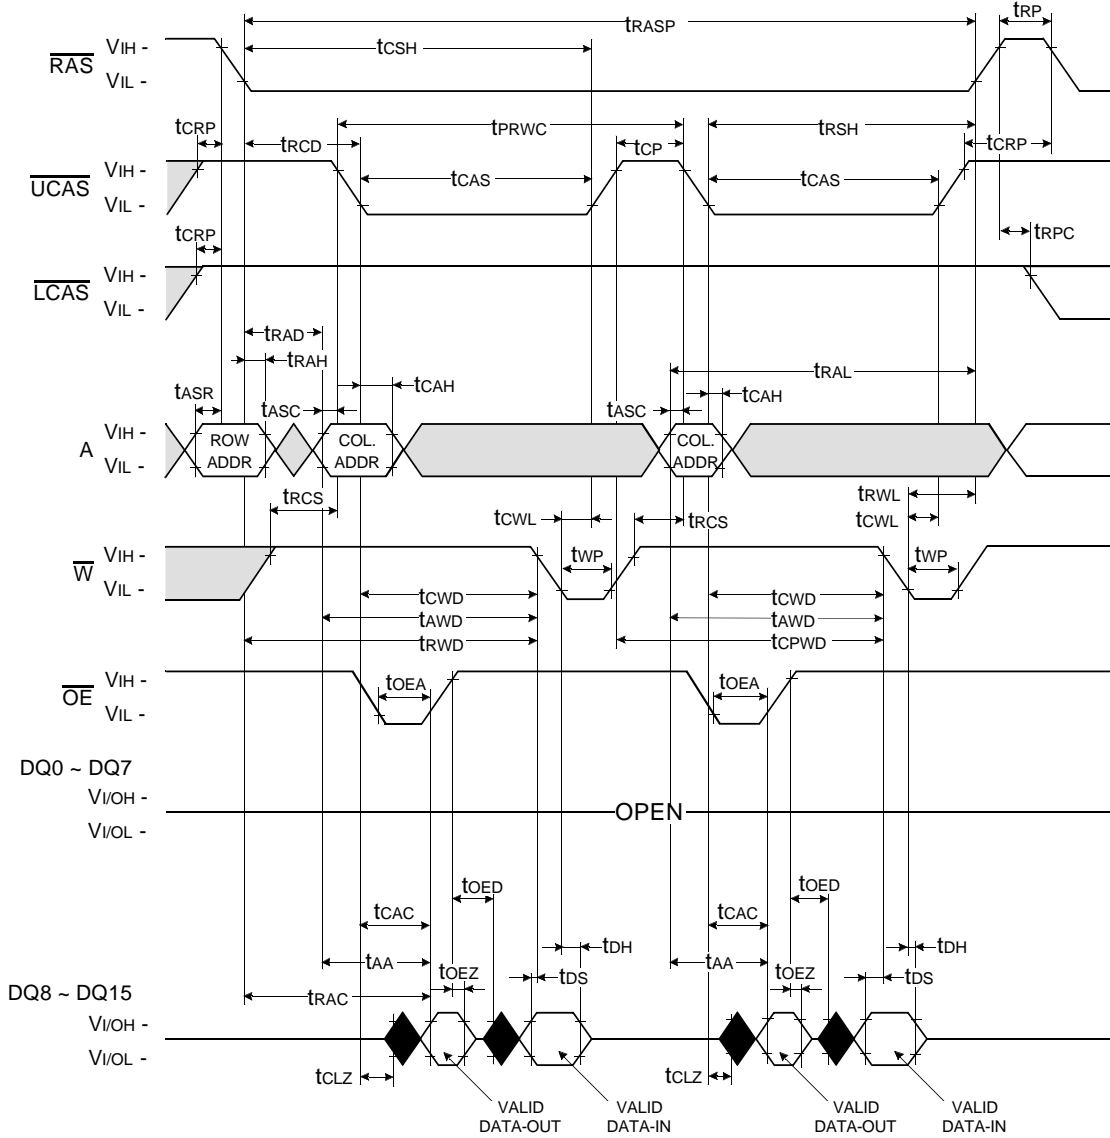 tRASP
tRP
tCSH
RAS
VIH -
VIL -
tCRP
tRCD
tPRWC
tCP
tRSH
tCRP
UCAS
VIH -
VIL -
tCAS
tCAS
tCRP
tRPC
LCAS
VIH -
VIL -
tRAD
tRAH
tASR
tASC
tCAH
tRAL
tASC
tCAH
A
VIH -
VIL -
ROW
ADDR
COL.
ADDR
COL.
ADDR
tRCS
tCWL
tRCS
tRWL
tCWL
W
VIH -
VIL -
tWP
tWP
tCWD
tCWD
tAWD
tAWD
tRWD
tCPWD
OE
VIH -
VIL -
tOEA
tOEA
DQ0 ~ DQ7
VI/OH -
VI/OL -
OPEN
tOED
tOED
tCAC
tCAC
tDH
tDH
tAA
tOEZ
tDS
tAA
tOEZ
tDS
tRAC
DQ8 ~ DQ15
VI/OH -
VI/OL -
tCLZ
tCLZ
VALID
DATA-OUT
VALID
DATA-IN
VALID
DATA-OUT
VALID
DATA-IN